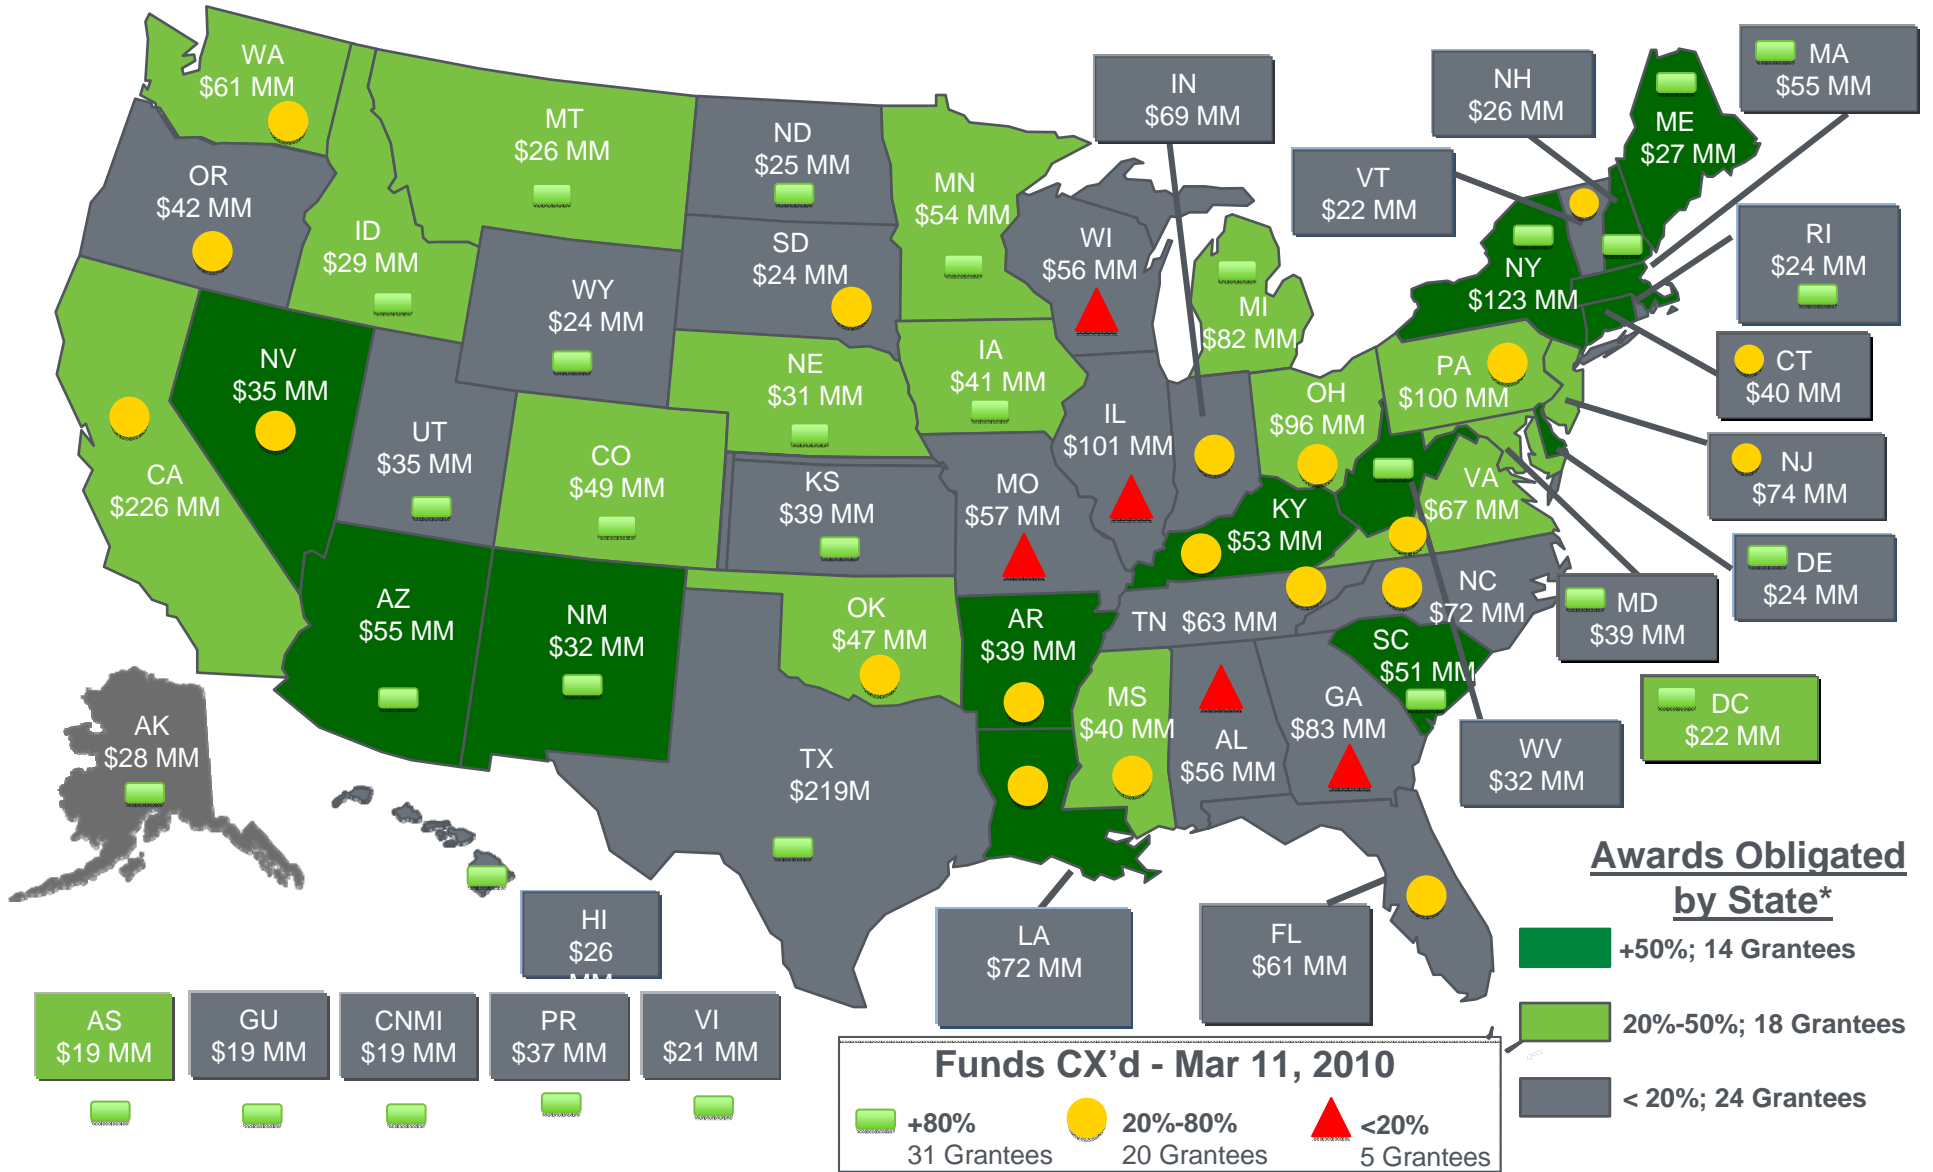 WA
$61 MM
MT
$26 MM
ND
$25 MM
MN
$54 MM
IN
$69 MM
NH
$26 MM
MA
$55 MM
ME
$27 MM
OR
$42 MM
ID
$29 MM
SD
$24 MM
WI
$56 MM
VT
$22 MM
RI
$24 MM
WY
$24 MM
MI
$82 MM
NY
$123 MM
NV
$35 MM
NE
$31 MM
IA
$41 MM
OH
$96 MM
PA
$100 MM
CT
$40 MM
UT
$35 MM
CO
$49 MM
IL
$101 MM
CA
$226 MM
KS
$39 MM
MO
$57 MM
KY
$53 MM
VA
$67 MM
NJ
$74 MM
DE
$24 MM
AZ
$55 MM
NM
$32 MM
OK
$47 MM
AR
$39 MM
TN $63 MM
NC
$72 MM
MD
$39 MM
SC
$51 MM
AK
$28 MM
TX
$219M
MS
$40 MM
AL
$56 MM
GA
$83 MM
WV
$32 MM
DC
$22 MM
HI
$26
LA
$72 MM
FL
$61 MM
AS
$19 MM
GU
$19 MM
CNMI
$19 MM
PR
$37 MM
VI
$21 MM
Awards Obligated
by State*
+50%; 14 Grantees
20%-50%; 18 Grantees
< 20%; 24 Grantees
Funds CX'd - Mar 11, 2010
+80%
31 Grantees
20%-80%
20 Grantees
<20%
5 Grantees